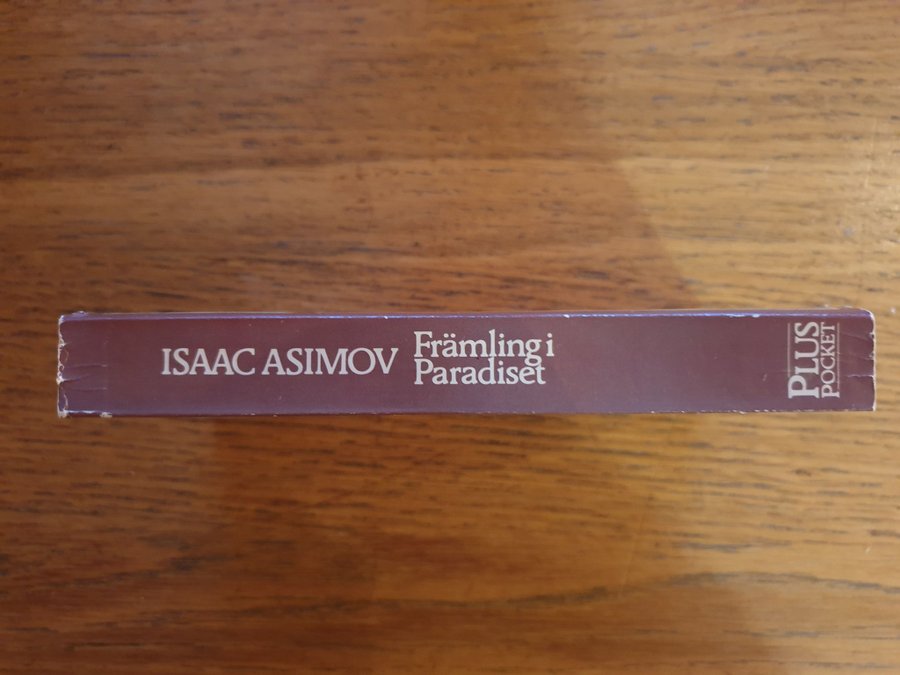 ISAAC ASIMOV
Främling i
Paradiset
PLUS
POCKET